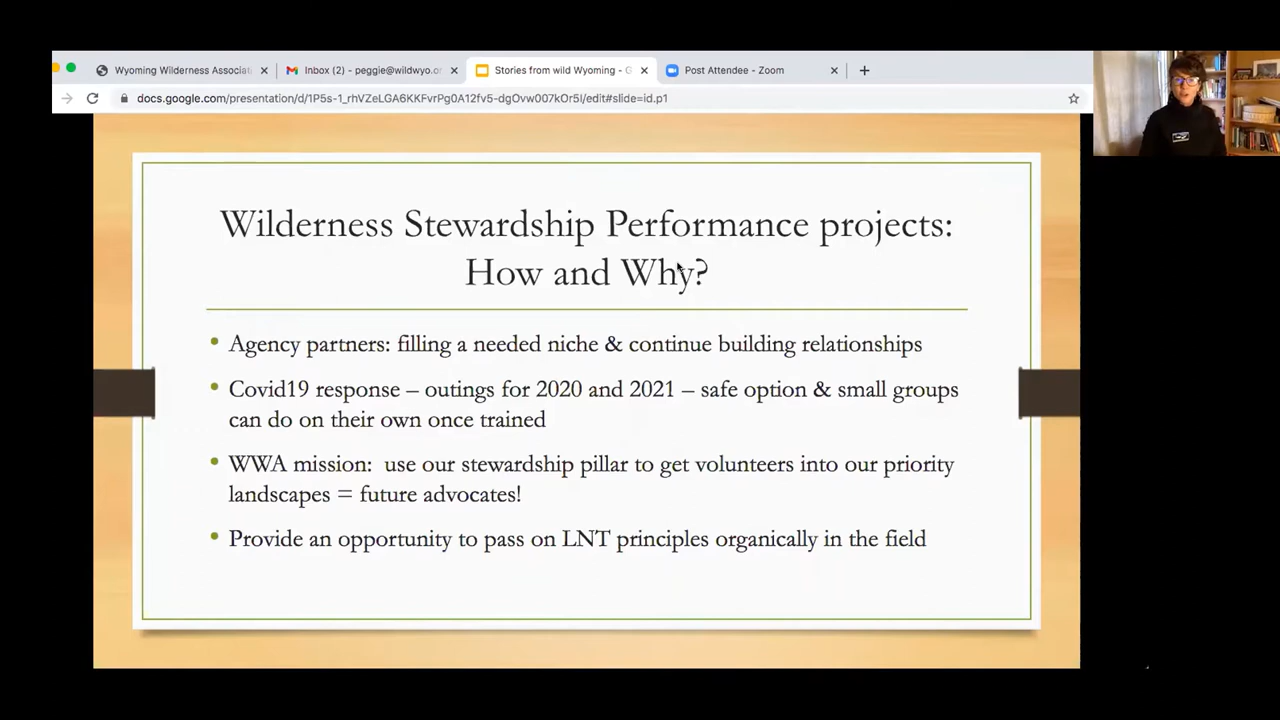 Wyoming Wilderness Associat
Inbox (2) - peggie@wildwyo.or
Stories from wild Wyoming - G
Post Attendee - Zoom
docs.google.com/presentation/d/1P5s-1_rhVZeLGA6KKFvrPg0A12fv5-dgOvw007kOr5I/edit#slide=id.p1
Wilderness Stewardship Performance projects:
How and Why?
• Agency partners: filling a needed niche & continue building relationships
• Covid19 response – outings for 2020 and 2021 – safe option & small groups
can do on their own once trained
• WWA mission: use our stewardship pillar to get volunteers into our priority
landscapes = future advocates!
• Provide an opportunity to pass on LNT principles organically in the field